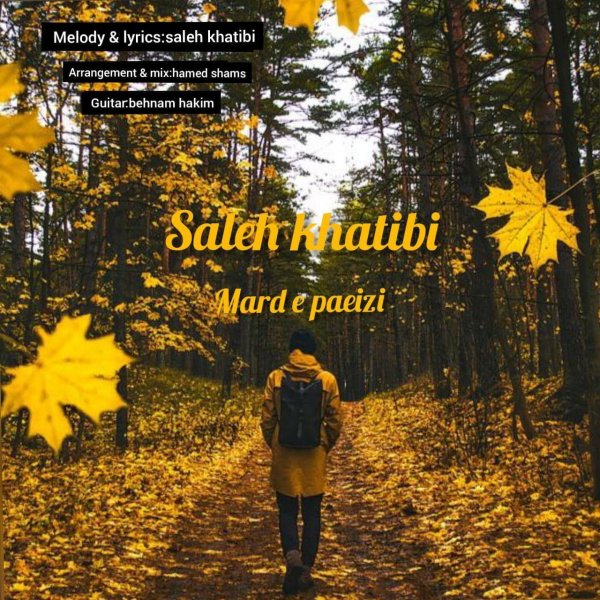 Melody & lyrics:saleh khatibi
Arrangement & mix:hamed shams
Guitar:behnam hakim
Saleh khatibi
Mard e paeizi